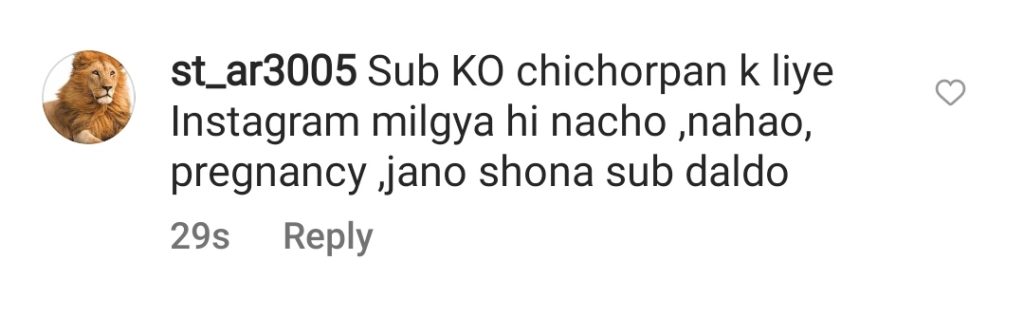 st_ar3005 Sub KO chichorpan k liye
Instagram milgya hi nacho ,nahao,
pregnancy ,jano shona sub daldo
29s Reply